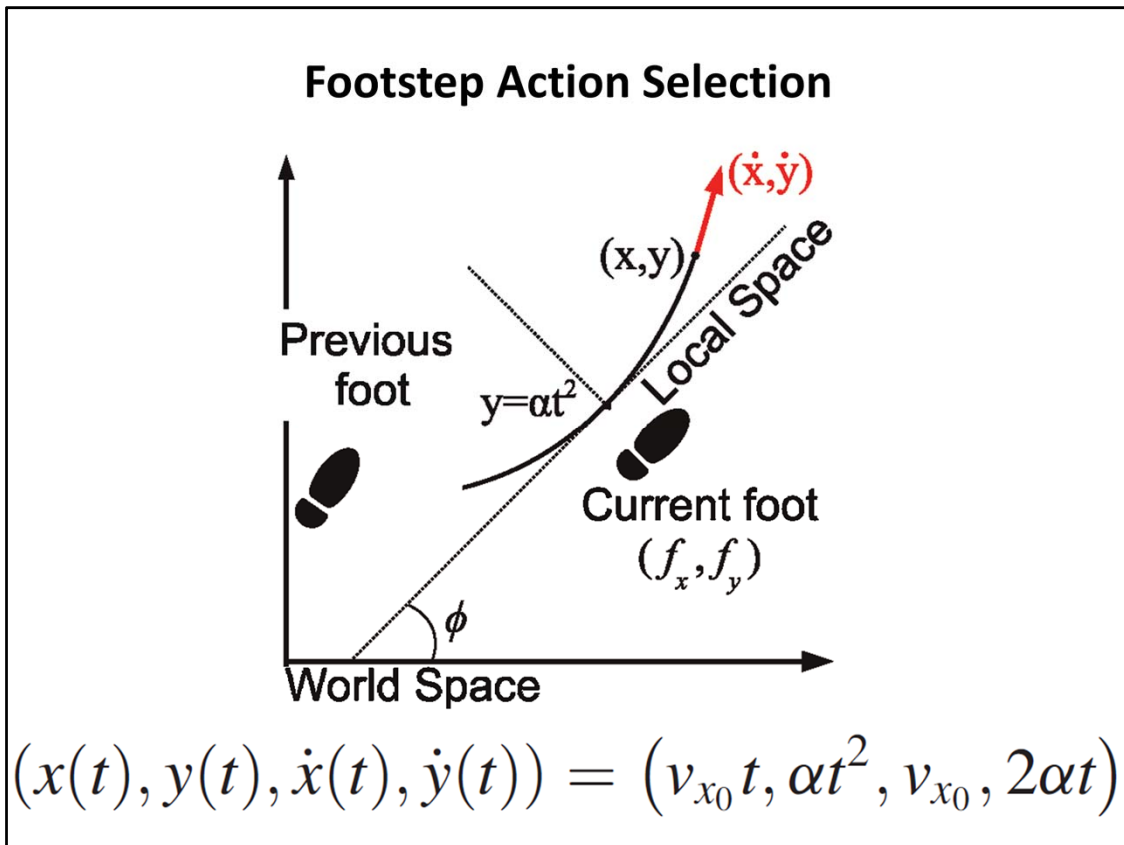 Footstep Action Selection
(ẋ,ẏ)
(x,y)
Local Space
Previous
foot
y=αt²
Current foot
(fₓ, f_y)
ϕ
World Space
(x(t), y(t), ẋ(t), ẏ(t)) = (v_{x₀}t, αt², v_{x₀}, 2αt)